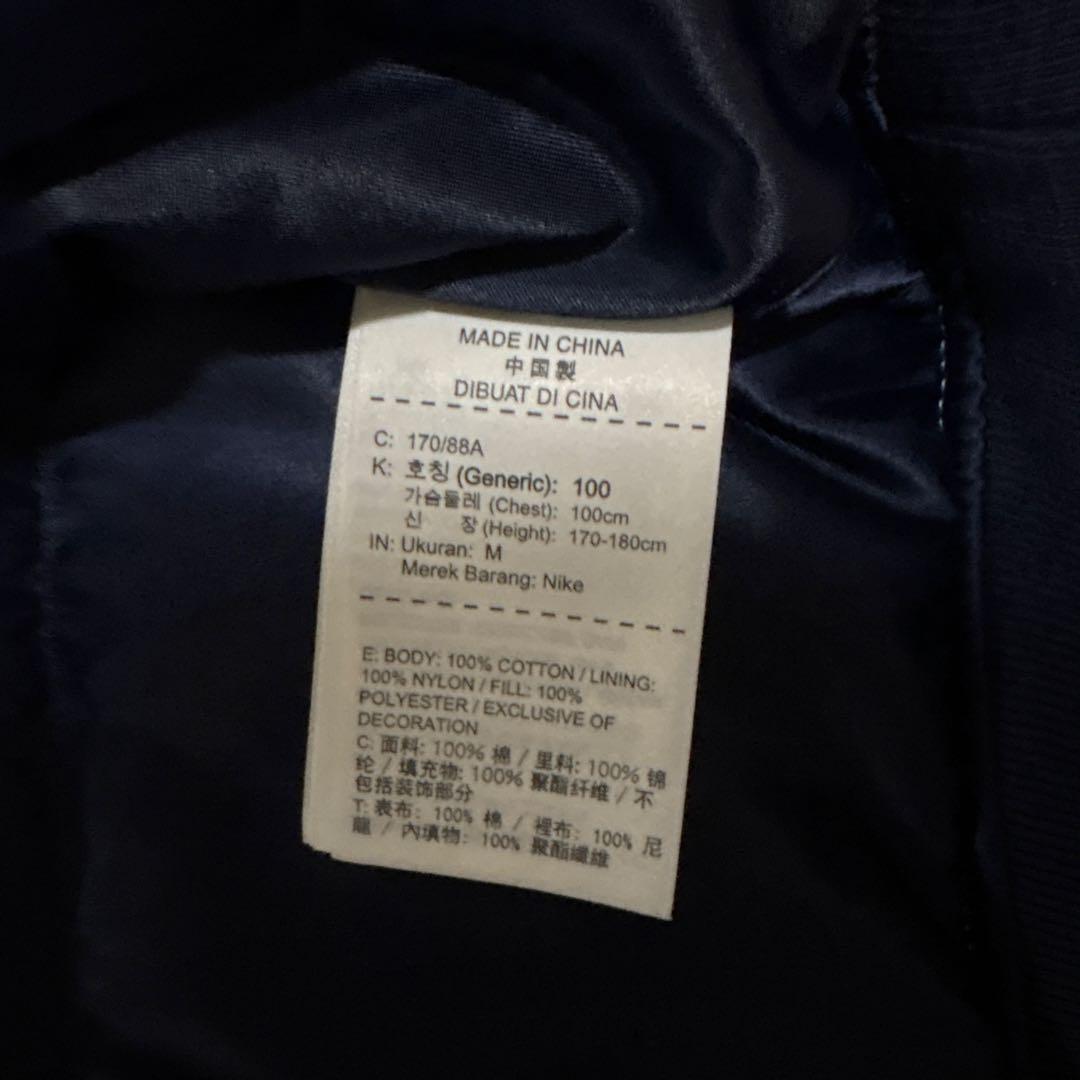 MADE IN CHINA
中国製
DIBUAT DI CINA
C: 170/88A
K: 호칭 (Generic): 100
가슴둘레 (Chest): 100cm
신 장 (Height): 170-180cm
IN: Ukuran: M
Merek Barang: Nike
E: BODY: 100% COTTON / LINING:
100% NYLON / FILL: 100%
POLYESTER / EXCLUSIVE OF
DECORATION
C: 面料: 100% 棉 / 里料: 100% 锦
纶 / 填充物: 100% 聚酯纤维 / 不
包括装饰部分
T: 表布: 100% 棉 / 裡布: 100% 尼
龍 / 內填物: 100% 聚酯纖維